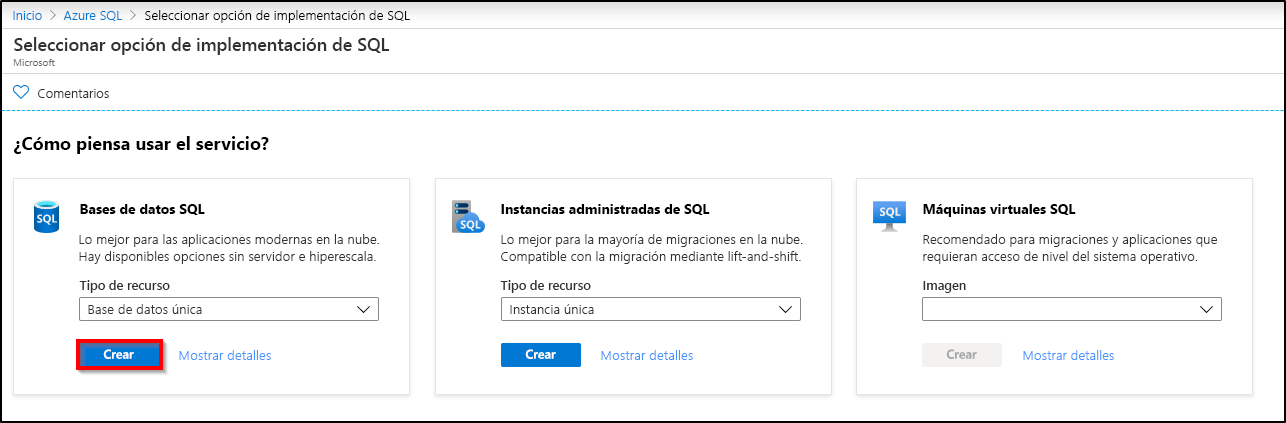 Inicio > Azure SQL > Seleccionar opción de implementación de SQL
Seleccionar opción de implementación de SQL
Microsoft
Comentarios
¿Cómo piensa usar el servicio?
SQL
Bases de datos SQL
Lo mejor para las aplicaciones modernas en la nube.
Hay disponibles opciones sin servidor e hiperescala.
Tipo de recurso
Base de datos única
Crear
Mostrar detalles
SQL
Instancias administradas de SQL
Lo mejor para la mayoría de migraciones en la nube.
Compatible con la migración mediante lift-and-shift.
Tipo de recurso
Instancia única
Crear
Mostrar detalles
SQL
Máquinas virtuales SQL
Recomendado para migraciones y aplicaciones que
requieran acceso de nivel del sistema operativo.
Imagen
Crear
Mostrar detalles